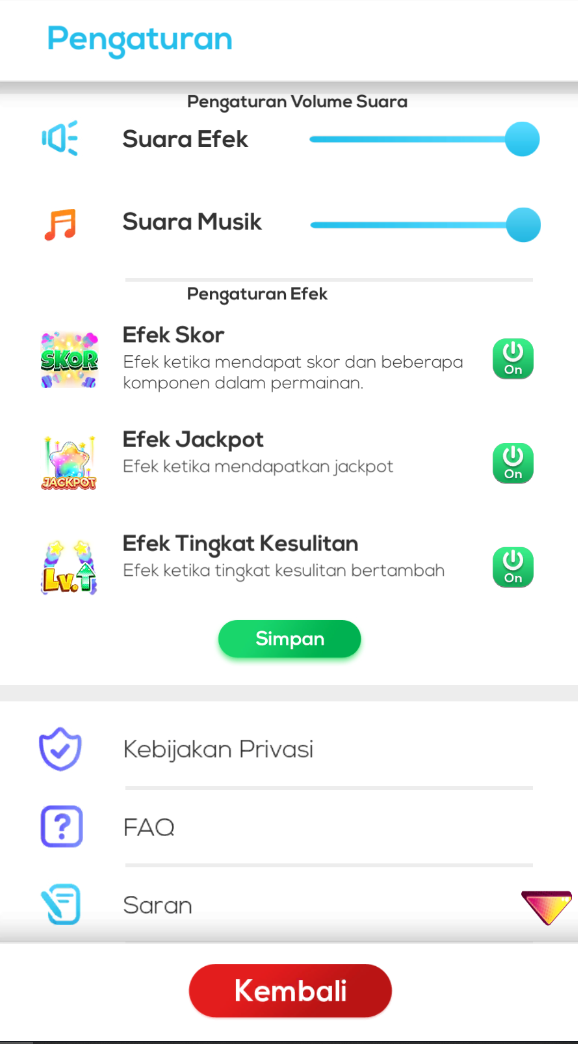 Pengaturan
Pengaturan Volume Suara
Suara Efek
Suara Musik
Pengaturan Efek
SKOR
Efek Skor
Efek ketika mendapat skor dan beberapa
komponen dalam permainan.
On
JACKPOT
Efek Jackpot
Efek ketika mendapatkan jackpot
On
Lv.
Efek Tingkat Kesulitan
Efek ketika tingkat kesulitan bertambah
On
Simpan
Kebijakan Privasi
?
FAQ
Saran
Kembali